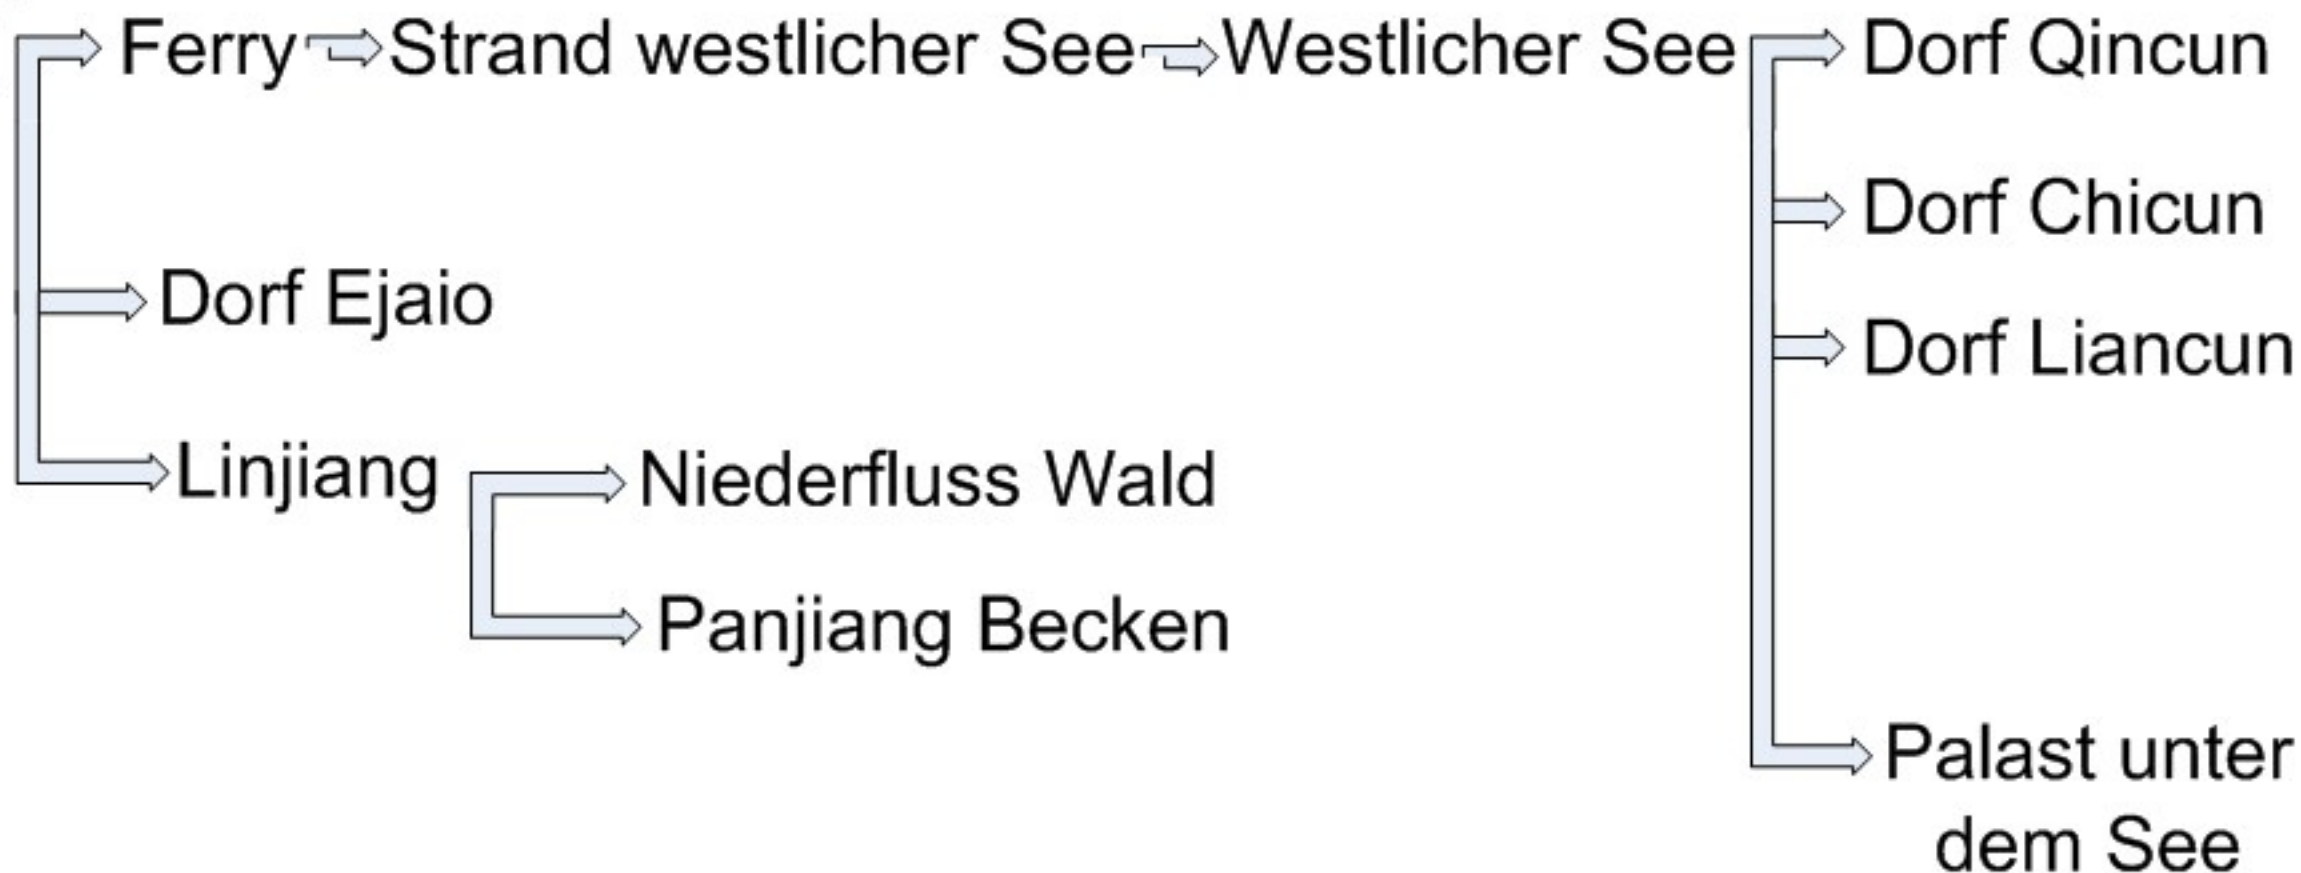 Ferry
Strand westlicher See
Westlicher See
Dorf Qincun
Dorf Chicun
Dorf Ejaio
Dorf Liancun
Linjiang
Niederfluss Wald
Panjiang Becken
Palast unter
dem See